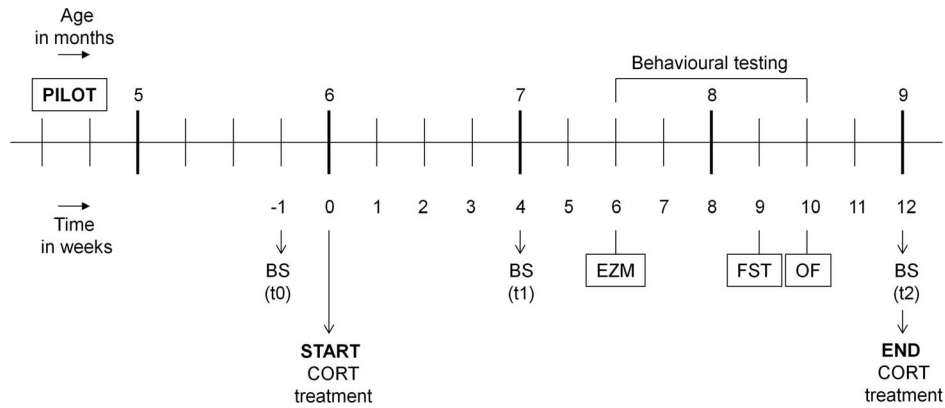 Age
in months
Behavioural testing
PILOT
5
6
7
8
9
Time
in weeks
-1
0
1
2
3
4
5
6
7
8
9
10
11
12
BS
(t0)
BS
(t1)
EZM
FST
OF
BS
(t2)
START
CORT
treatment
END
CORT
treatment